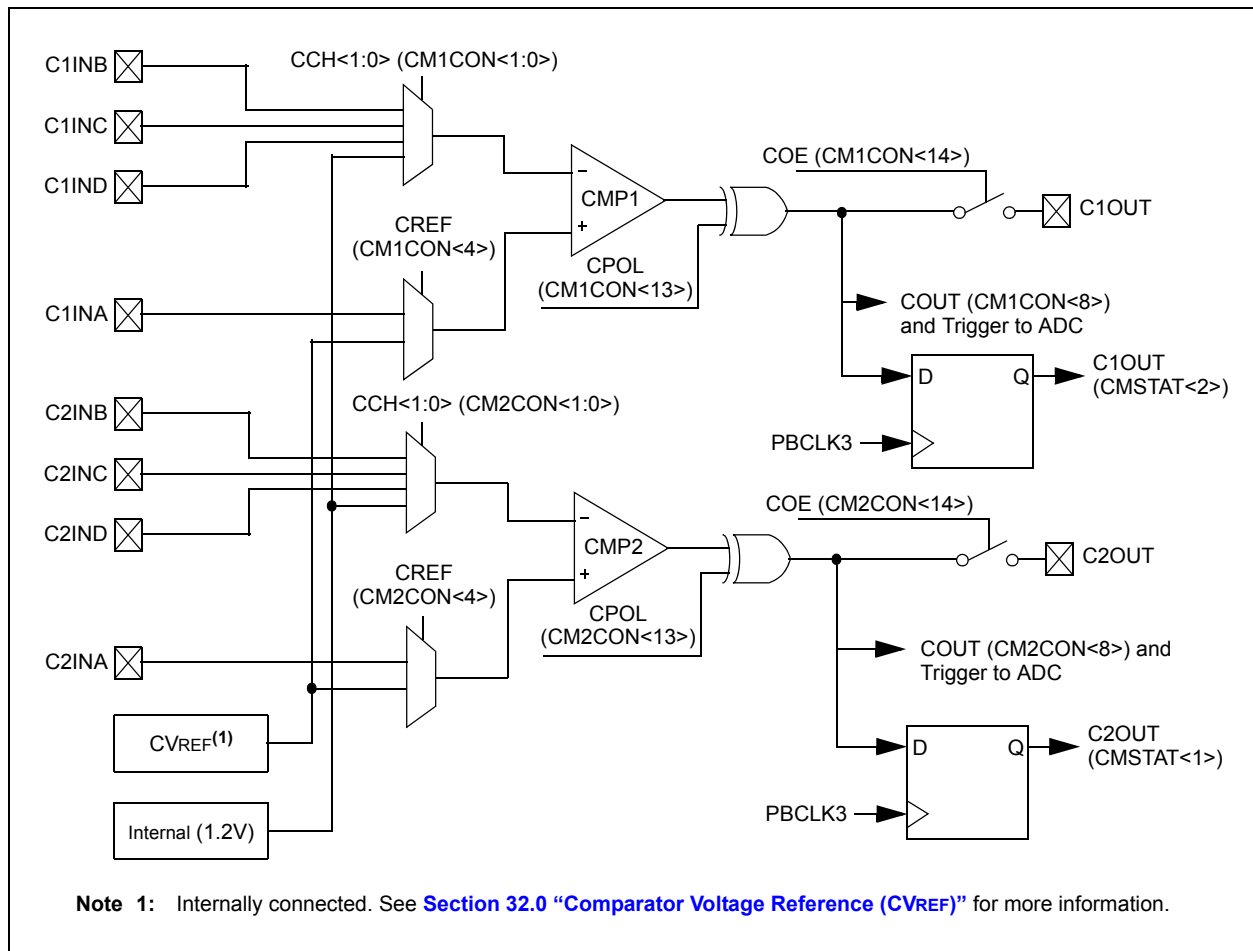 C1INB
CCH<1:0> (CM1CON<1:0>)
C1INC
C1IND
COE (CM1CON<14>)
–
CMP1
+
C1OUT
CREF
(CM1CON<4>)
CPOL
(CM1CON<13>)
C1INA
COUT (CM1CON<8>)
and Trigger to ADC
D
Q
C1OUT
(CMSTAT<2>)
PBCLK3
C2INB
CCH<1:0> (CM2CON<1:0>)
C2INC
C2IND
COE (CM2CON<14>)
–
CMP2
+
C2OUT
CREF
(CM2CON<4>)
CPOL
(CM2CON<13>)
C2INA
COUT (CM2CON<8>) and
Trigger to ADC
CVREF(1)
D
Q
C2OUT
(CMSTAT<1>)
PBCLK3
Internal (1.2V)
Note 1: Internally connected. See Section 32.0 “Comparator Voltage Reference (CVREF)” for more information.